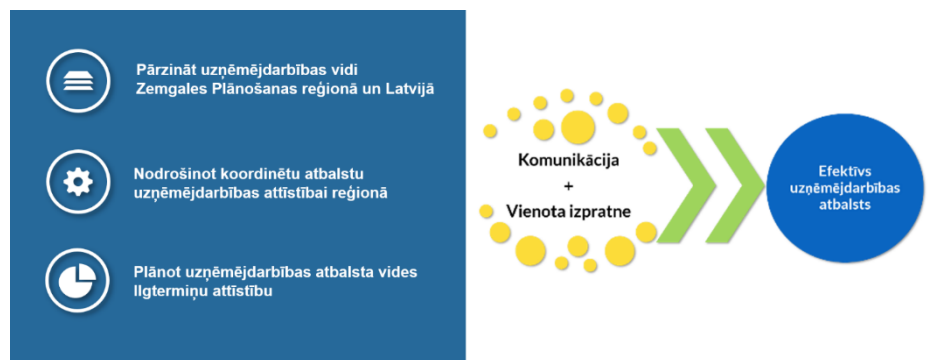 Pārzināt uzņēmējdarbības vidi
Zemgales Plānošanas reģionā un Latvijā
Nodrošinot koordinētu atbalstu
uzņēmējdarbības attīstībai reģionā
Plānot uzņēmējdarbības atbalsta vides
Ilgtermiņu attīstību
Komunikācija
+
Vienota izpratne
Efektīvs
uzņēmējdarbības
atbalsts